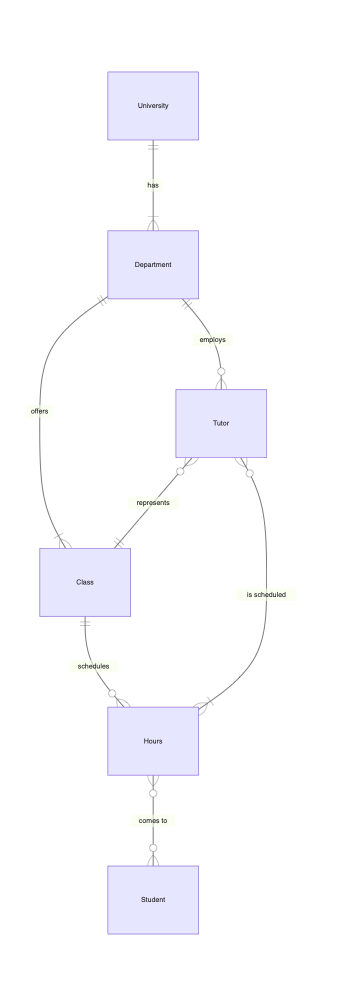 University
has
Department
employs
offers
Tutor
represents
Class
is scheduled
schedules
Hours
comes to
Student